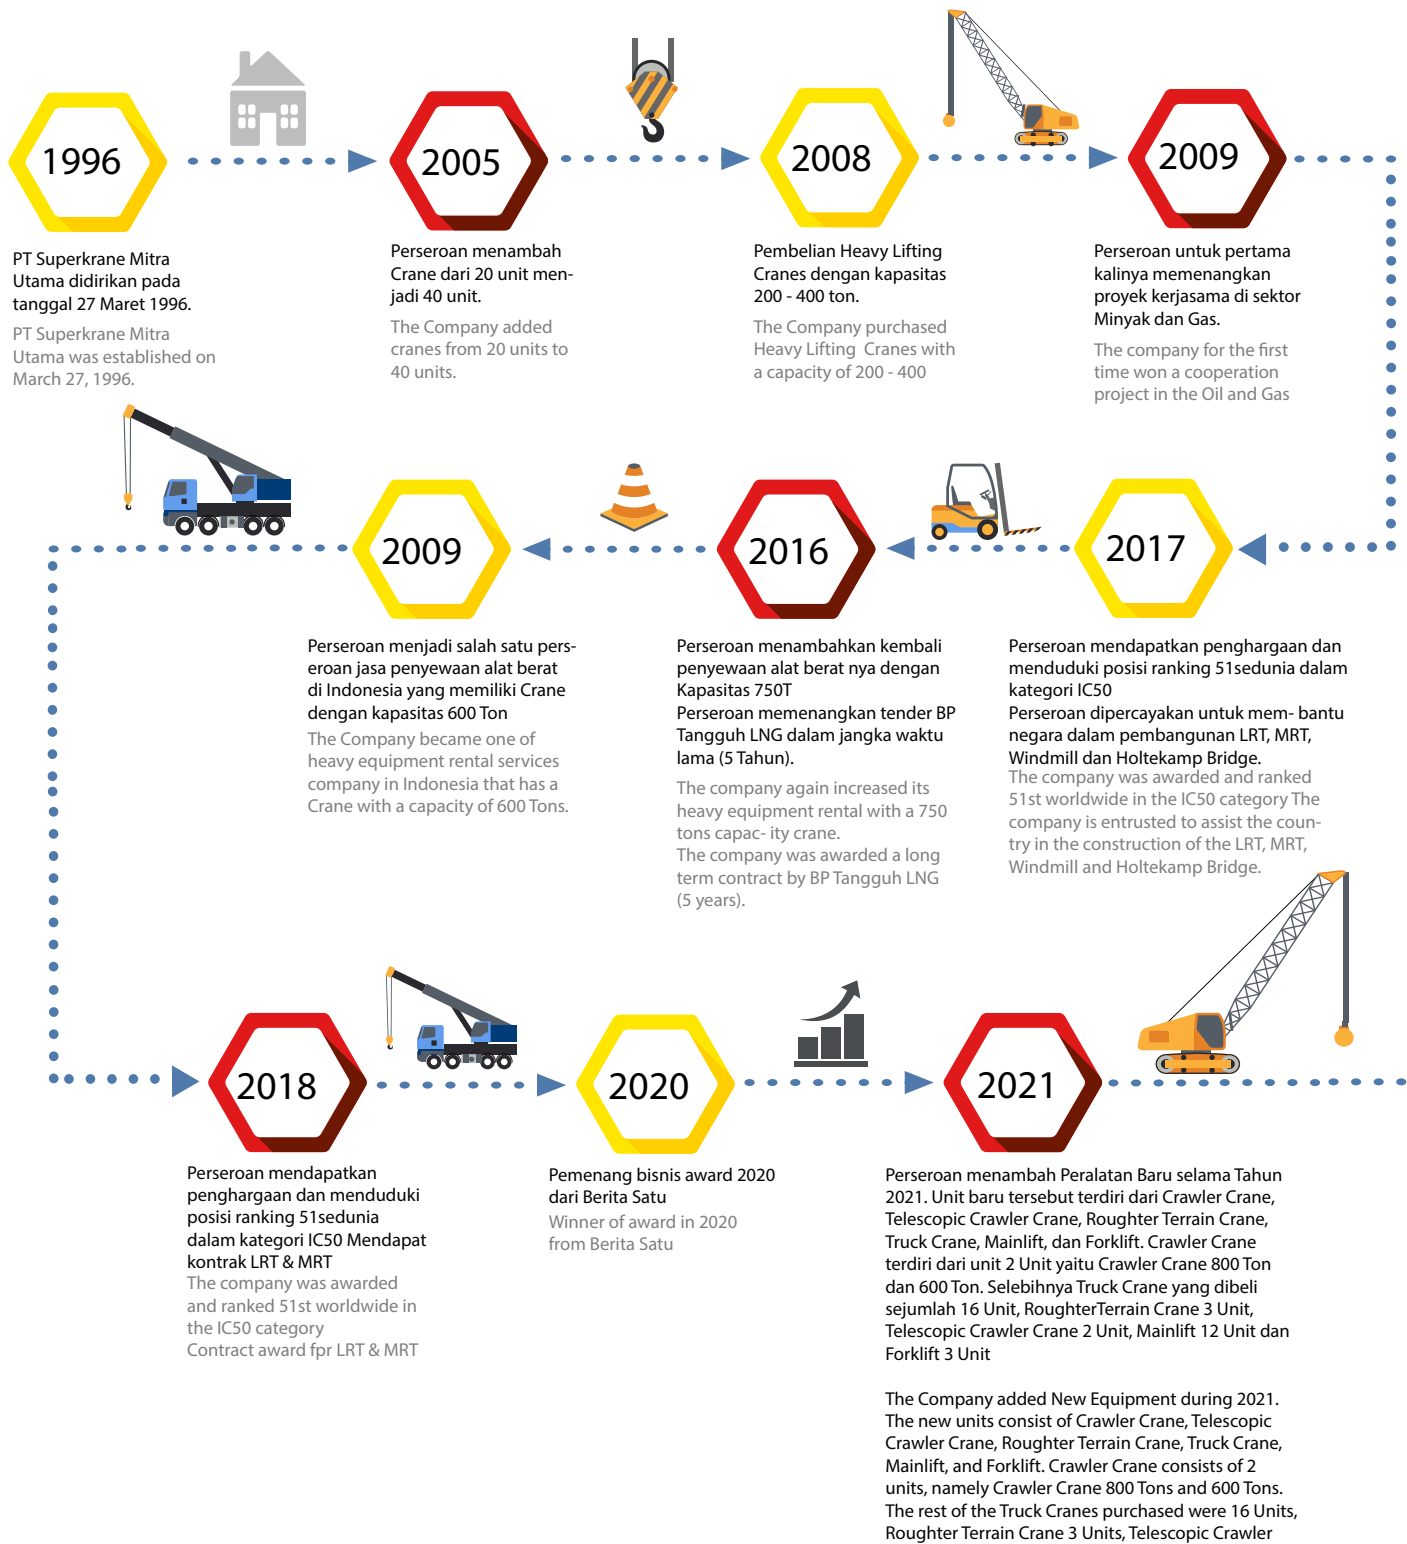 1996
PT Superkrane Mitra
Utama didirikan pada
tanggal 27 Maret 1996.
PT Superkrane Mitra
Utama was established on
March 27, 1996.
2005
Perseroan menambah
Crane dari 20 unit men-
jadi 40 unit.
The Company added
cranes from 20 units to
40 units.
2008
Pembelian Heavy Lifting
Cranes dengan kapasitas
200 - 400 ton.
The Company purchased
Heavy Lifting Cranes with
a capacity of 200 - 400
2009
Perseroan untuk pertama
kalinya memenangkan
proyek kerjasama di sektor
Minyak dan Gas.
The company for the first
time won a cooperation
project in the Oil and Gas
2009
Perseroan menjadi salah satu pers-
eroan jasa penyewaan alat berat
di Indonesia yang memiliki Crane
dengan kapasitas 600 Ton
The Company became one of
heavy equipment rental services
company in Indonesia that has a
Crane with a capacity of 600 Tons.
2016
Perseroan menambahkan kembali
penyewaan alat berat nya dengan
Kapasitas 750T
Perseroan memenangkan tender BP
Tangguh LNG dalam jangka waktu
lama (5 Tahun).
The company again increased its
heavy equipment rental with a 750
tons capac- ity crane.
The company was awarded a long
term contract by BP Tangguh LNG
(5 years).
2017
Perseroan mendapatkan penghargaan dan
menduduki posisi ranking 51sedunia dalam
kategori IC50
Perseroan dipercayakan untuk mem- bantu
negara dalam pembangunan LRT, MRT,
Windmill dan Holtekamp Bridge.
The company was awarded and ranked
51st worldwide in the IC50 category The
company is entrusted to assist the coun-
try in the construction of the LRT, MRT,
Windmill and Holtekamp Bridge.
2018
Perseroan mendapatkan
penghargaan dan menduduki
posisi ranking 51sedunia
dalam kategori IC50 Mendapat
kontrak LRT & MRT
The company was awarded
and ranked 51st worldwide in
the IC50 category
Contract award fpr LRT & MRT
2020
Pemenang bisnis award 2020
dari Berita Satu
Winner of award in 2020
from Berita Satu
2021
Perseroan menambah Peralatan Baru selama Tahun
2021. Unit baru tersebut terdiri dari Crawler Crane,
Telescopic Crawler Crane, Roughter Terrain Crane,
Truck Crane, Mainlift, dan Forklift. Crawler Crane
terdiri dari unit 2 Unit yaitu Crawler Crane 800 Ton
dan 600 Ton. Selebihnya Truck Crane yang dibeli
sejumlah 16 Unit, RoughterTerrain Crane 3 Unit,
Telescopic Crawler Crane 2 Unit, Mainlift 12 Unit dan
Forklift 3 Unit
The Company added New Equipment during 2021.
The new units consist of Crawler Crane, Telescopic
Crawler Crane, Roughter Terrain Crane, Truck Crane,
Mainlift, and Forklift. Crawler Crane consists of 2
units, namely Crawler Crane 800 Tons and 600 Tons.
The rest of the Truck Cranes purchased were 16 Units,
Roughter Terrain Crane 3 Units, Telescopic Crawler